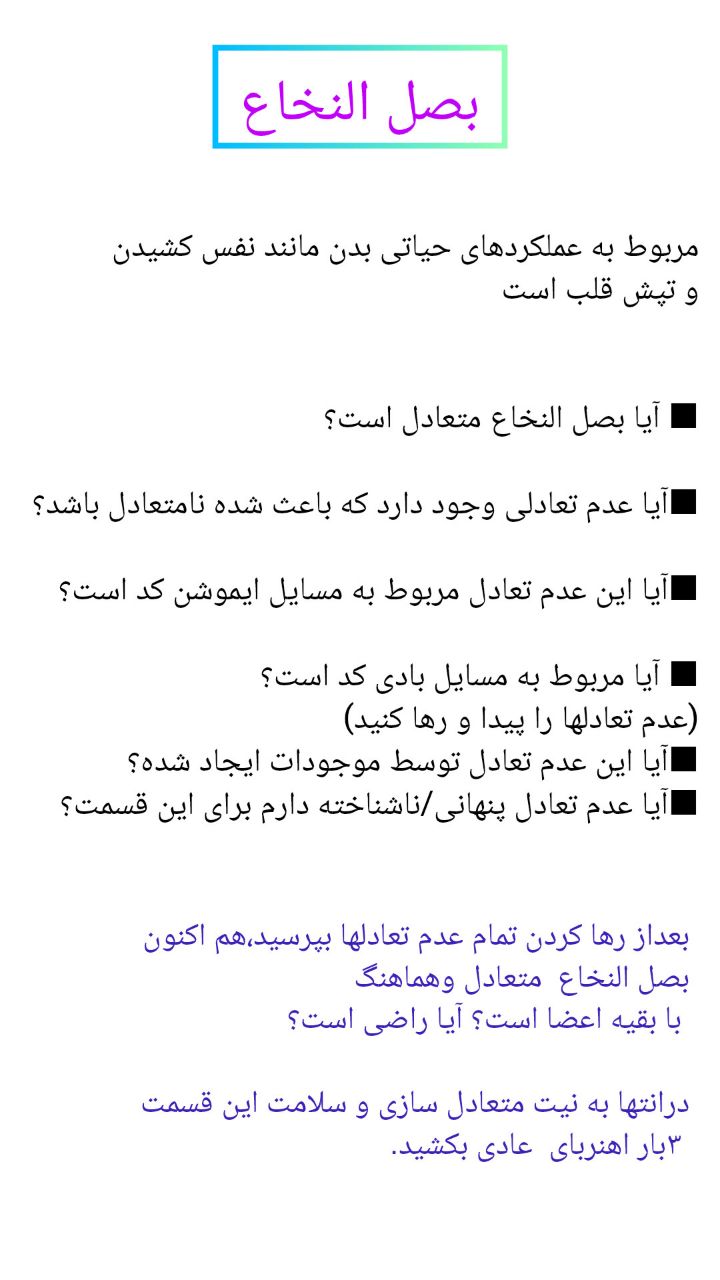 بصل النخاع
مربوط به عملکردهای حیاتی بدن مانند نفس کشیدن
و تپش قلب است
■ آیا بصل النخاع متعادل است؟
■آیا عدم تعادلی وجود دارد که باعث شده نامتعادل باشد؟
■آیا این عدم تعادل مربوط به مسایل ایموشن کد است؟
■ آیا مربوط به مسایل بادی کد است؟
(عدم تعادلها را پیدا و رها کنید)
■آیا این عدم تعادل توسط موجودات ایجاد شده؟
■آیا عدم تعادل پنهانی/ناشناخته دارم برای این قسمت؟
بعداز رها کردن تمام عدم تعادلها بپرسید،هم اکنون
بصل النخاع  متعادل وهماهنگ
با بقیه اعضا است؟ آیا راضی است؟
درانتها به نیت متعادل سازی و سلامت این قسمت
۳بار اهنربای  عادی بکشید.